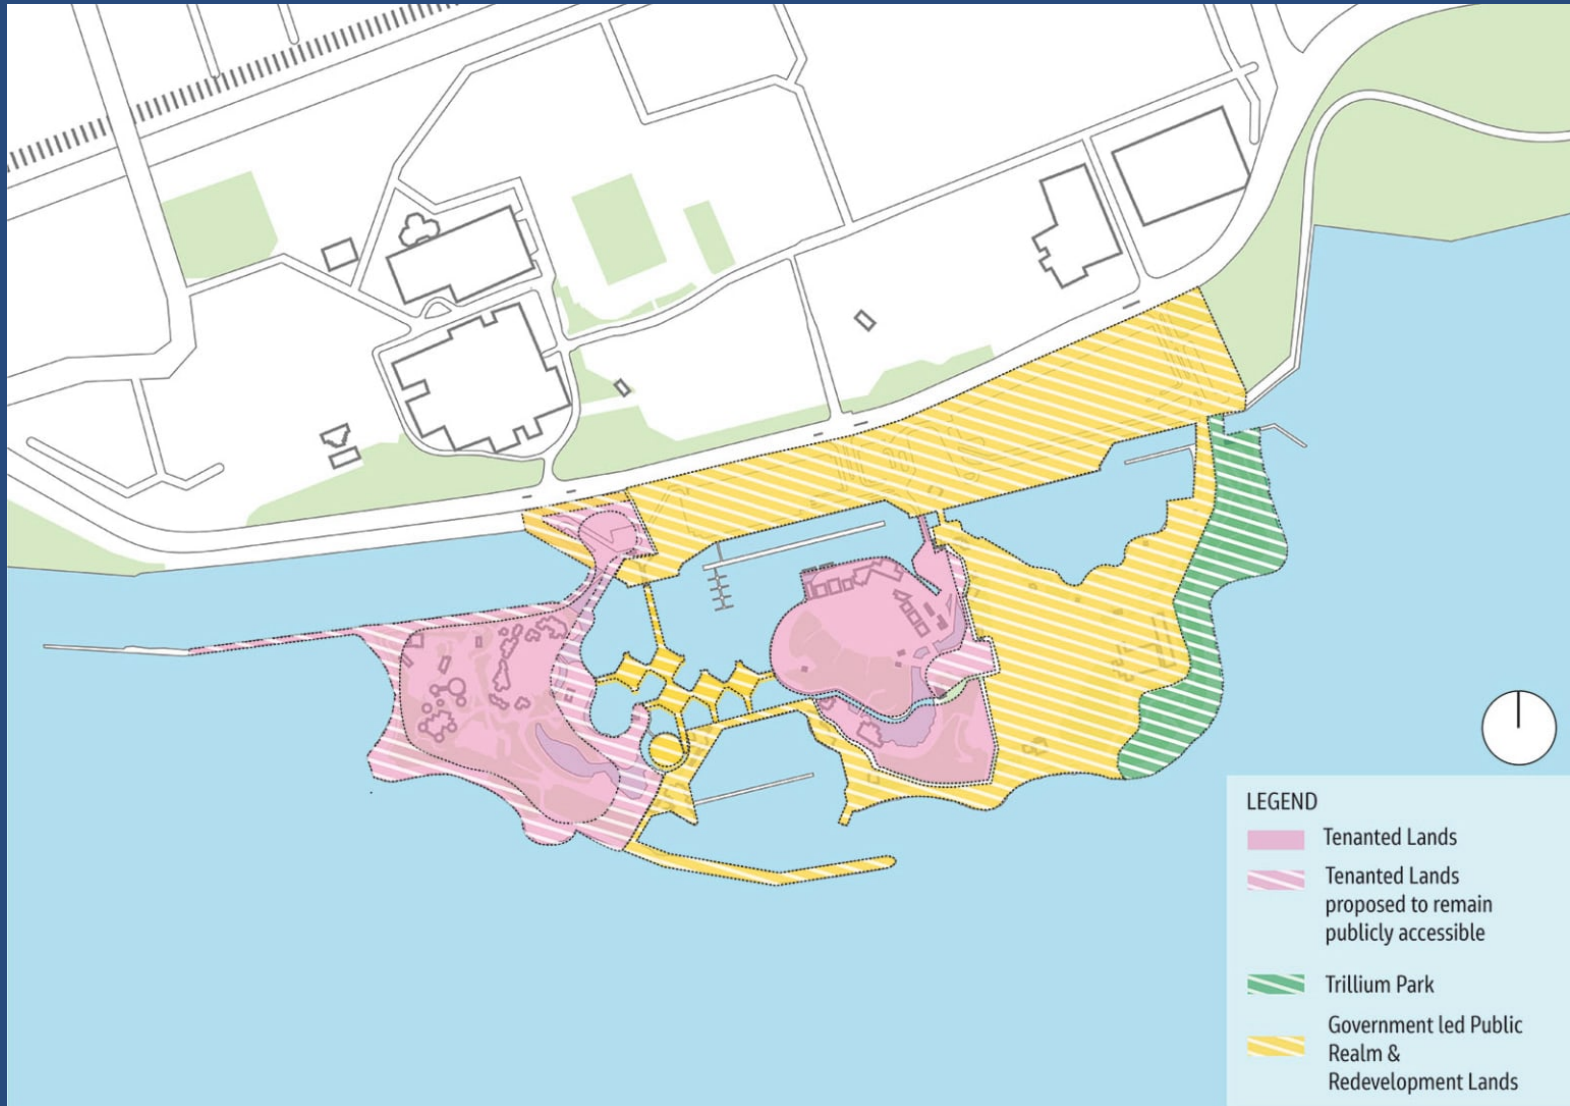 LEGEND
Tenanted Lands
Tenanted Lands
proposed to remain
publicly accessible
Trillium Park
Government led Public
Realm &
Redevelopment Lands